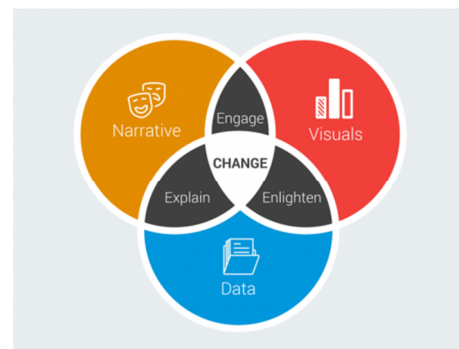 Engage
Narrative
Visuals
CHANGE
Explain
Enlighten
Data